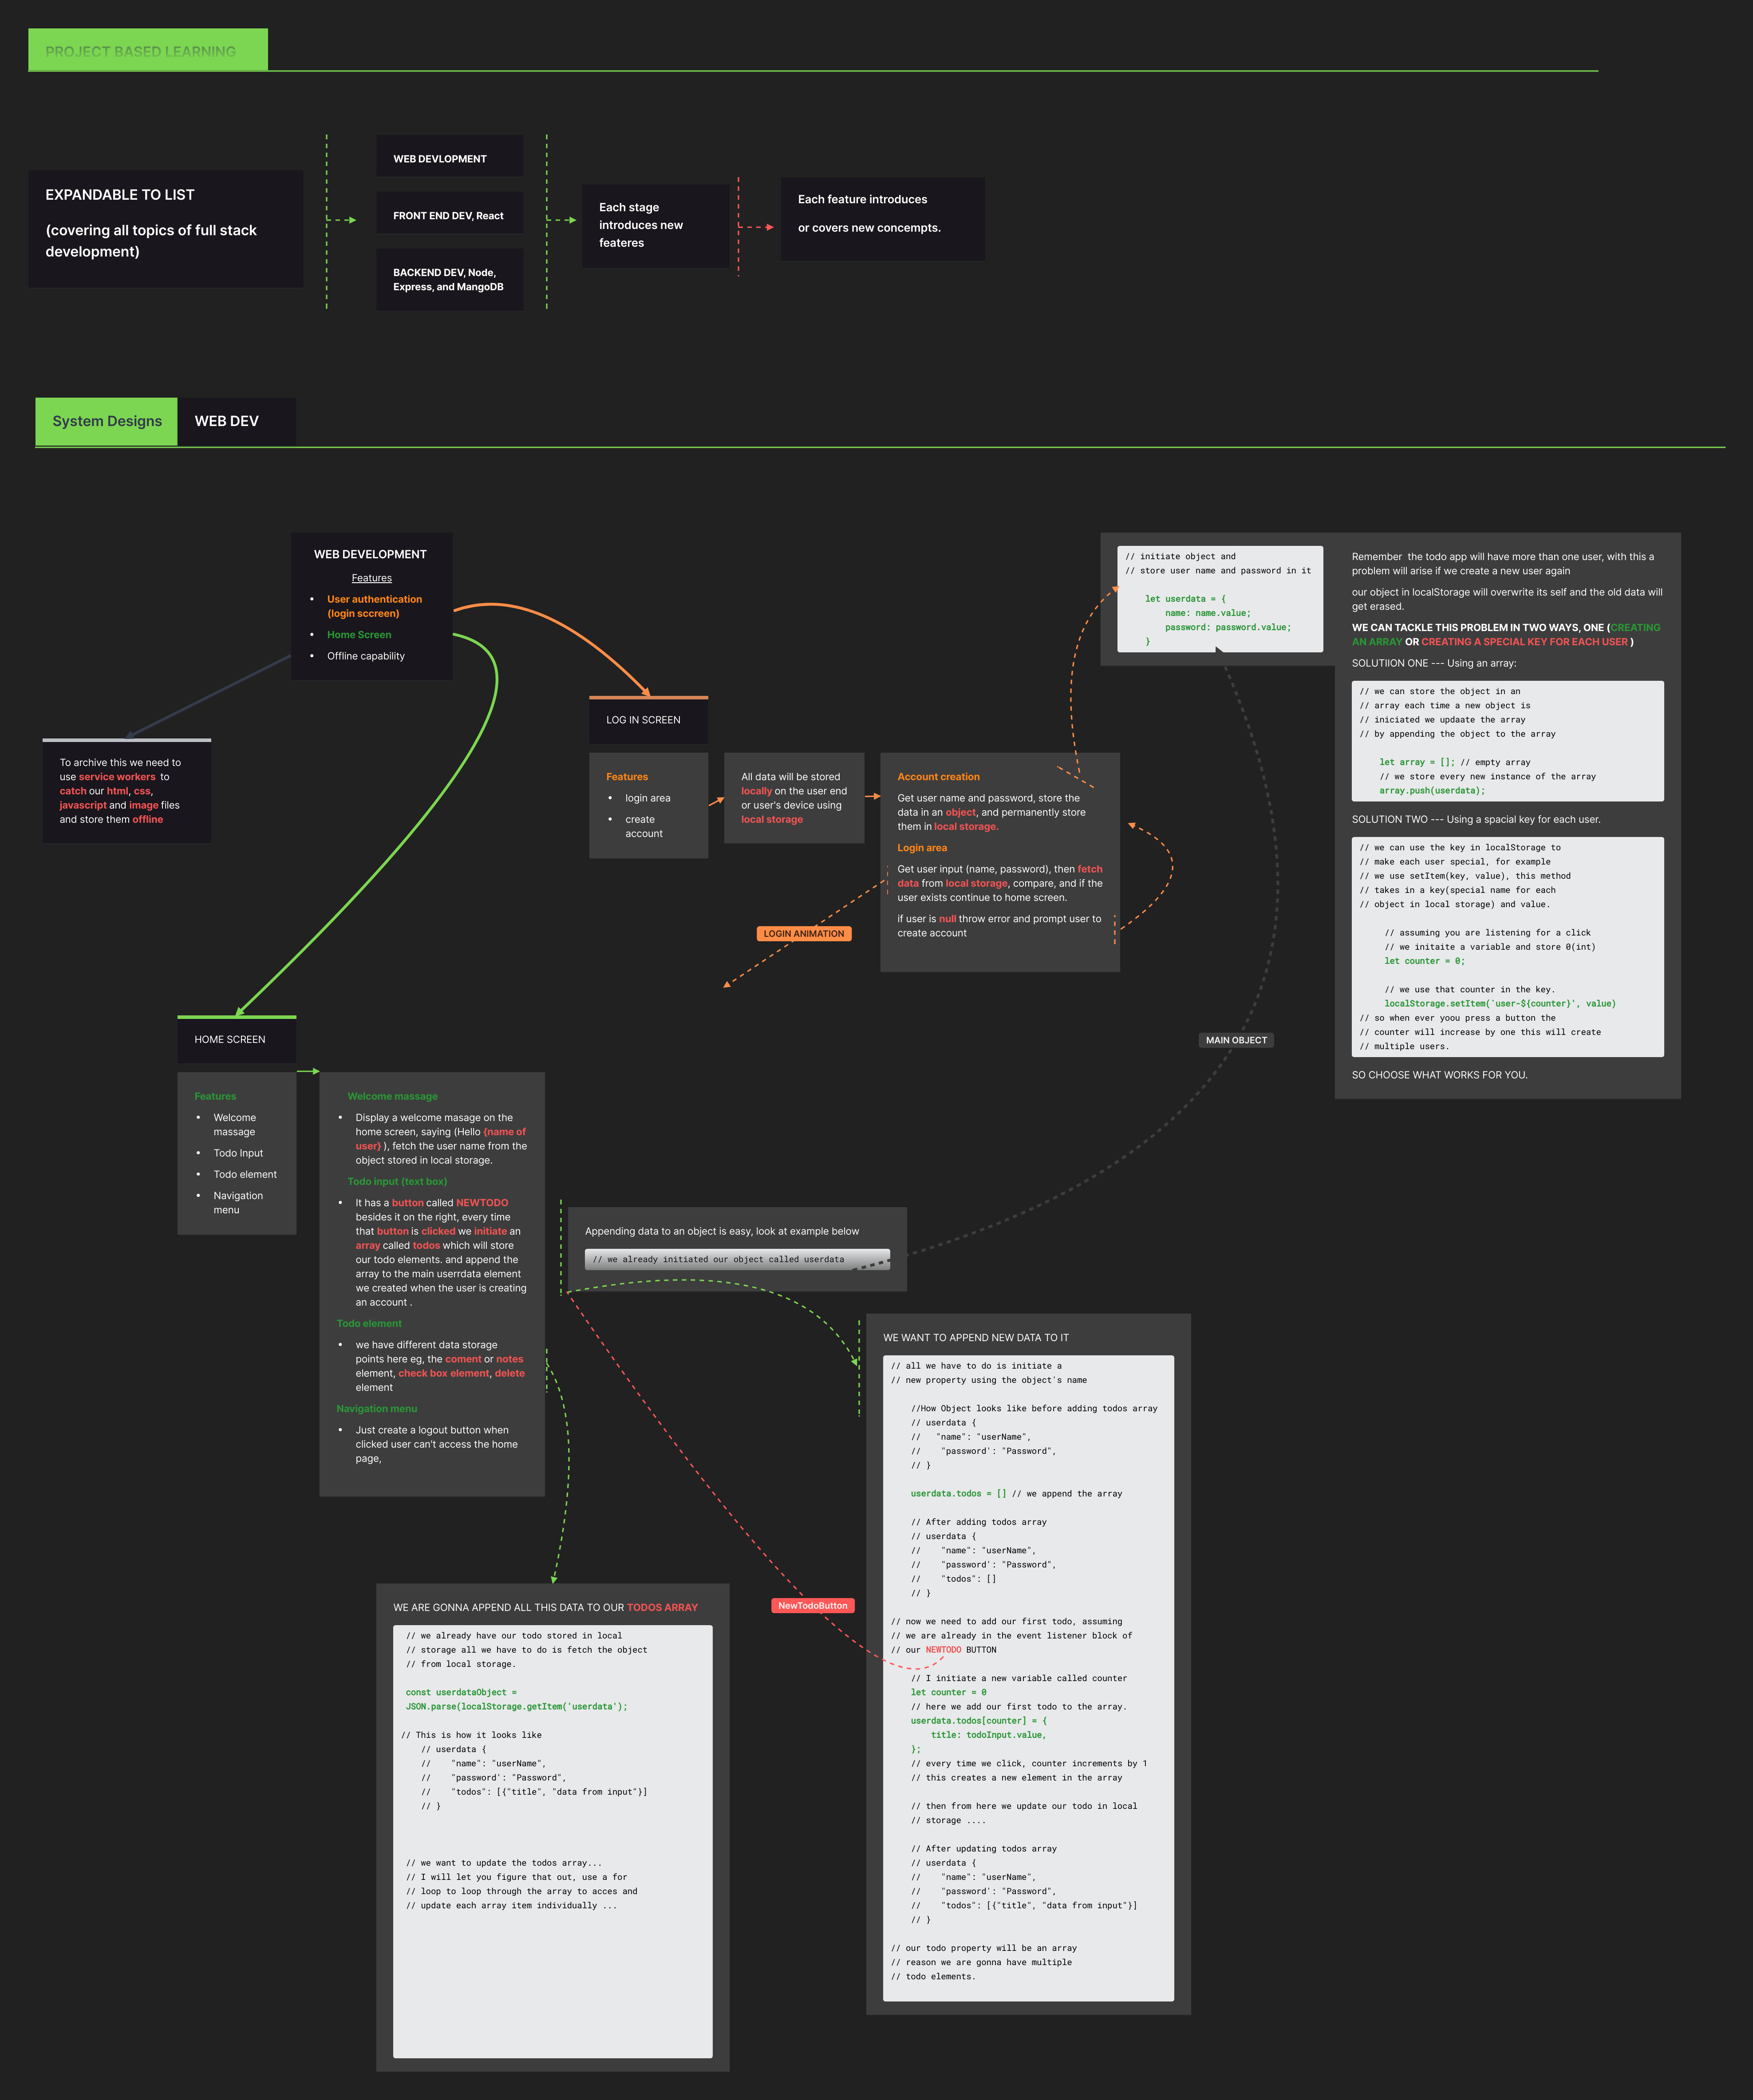 PROJECT BASED LEARNING
EXPANDABLE TO LIST
(covering all topics of full stack
development)
WEB DEVLOPMENT
FRONT END DEV, React
BACKEND DEV, Node,
Express, and MangoDB
Each stage
introduces new
feateres
Each feature introduces
or covers new concempts.
System Designs
WEB DEV
WEB DEVELOPMENT
Features
• User authentication
(login sccreen)
• Home Screen
• Offline capability
To archive this we need to
use service workers to
catch our html, css,
javascript and image files
and store them offline
LOG IN SCREEN
Features
• login area
• create
account
All data will be stored
locally on the user end
or user's device using
local storage
Account creation
Get user name and password, store the
data in an object, and permanently store
them in local storage.
Login area
Get user input (name, password), then fetch
data from local storage, compare, and if the
user exists continue to home screen.
if user is null throw error and prompt user to
create account
LOGIN ANIMATION
// initiate object and
// store user name and password in it
let userdata = {
name: name.value;
password: password.value;
}
Remember the todo app will have more than one user, with this a
problem will arise if we create a new user again
our object in localStorage will overwrite its self and the old data will
get erased.
WE CAN TACKLE THIS PROBLEM IN TWO WAYS, ONE (CREATING
AN ARRAY OR CREATING A SPECIAL KEY FOR EACH USER )
SOLUTIION ONE --- Using an array:
// we can store the object in an
// array each time a new object is
// iniciated we updaate the array
// by appending the object to the array
let array = []; // empty array
// we store every new instance of the array
array.push(userdata);
SOLUTION TWO --- Using a spacial key for each user.
// we can use the key in localStorage to
// make each user special, for example
// we use setItem(key, value), this method
// takes in a key(special name for each
// object in local storage) and value.
// assuming you are listening for a click
// we initaite a variable and store 0(int)
let counter = 0;
// we use that counter in the key.
localStorage.setItem(`user-${counter}', value)
// so when ever yoou press a button the
// counter will increase by one this will create
// multiple users.
SO CHOOSE WHAT WORKS FOR YOU.
MAIN OBJECT
HOME SCREEN
Features
• Welcome
massage
• Todo Input
• Todo element
• Navigation
menu
Welcome massage
• Display a welcome masage on the
home screen, saying (Hello {name of
user} ), fetch the user name from the
object stored in local storage.
Todo input (text box)
• It has a button called NEWTODO
besides it on the right, every time
that button is clicked we initiate an
array called todos which will store
our todo elements. and append the
array to the main userrdata element
we created when the user is creating
an account .
Todo element
• we have different data storage
points here eg, the coment or notes
element, check box element, delete
element
Navigation menu
• Just create a logout button when
clicked user can't access the home
page,
Appending data to an object is easy, look at example below
// we already initiated our object called userdata
WE WANT TO APPEND NEW DATA TO IT
// all we have to do is initiate a
// new property using the object's name
//How Object looks like before adding todos array
// userdata {
// "name": "userName",
// "password': "Password",
// }
userdata.todos = [] // we append the array
// After adding todos array
// userdata {
// "name": "userName",
// "password': "Password",
// "todos": []
// }
// now we need to add our first todo, assuming
// we are already in the event listener block of
// our NEWTODO BUTTON
// I initiate a new variable called counter
let counter = 0
// here we add our first todo to the array.
userdata.todos[counter] = {
title: todoInput.value,
};
// every time we click, counter increments by 1
// this creates a new element in the array
// then from here we update our todo in local
// storage ....
// After updating todos array
// userdata {
// "name": "userName",
// "password': "Password",
// "todos": [{"title", "data from input"}]
// }
// our todo property will be an array
// reason we are gonna have multiple
// todo elements.
NewTodoButton
WE ARE GONNA APPEND ALL THIS DATA TO OUR TODOS ARRAY
// we already have our todo stored in local
// storage all we have to do is fetch the object
// from local storage.
const userdataObject =
JSON.parse(localStorage.getItem('userdata');
// This is how it looks like
// userdata {
// "name": "userName",
// "password': "Password",
// "todos": [{"title", "data from input"}]
// }
// we want to update the todos array...
// I will let you figure that out, use a for
// loop to loop through the array to acces and
// update each array item individually ...